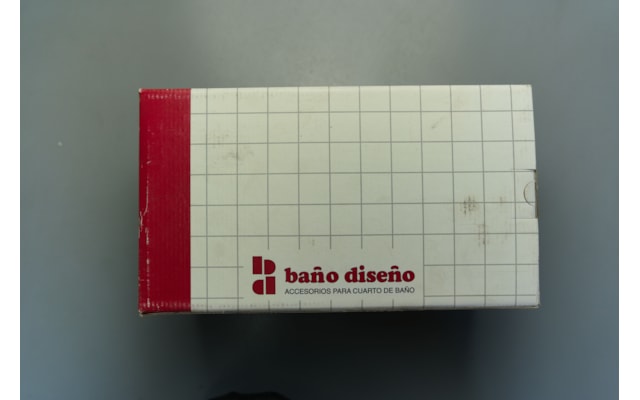 baño diseño
ACCESORIOS PARA CUARTO DE BAÑO